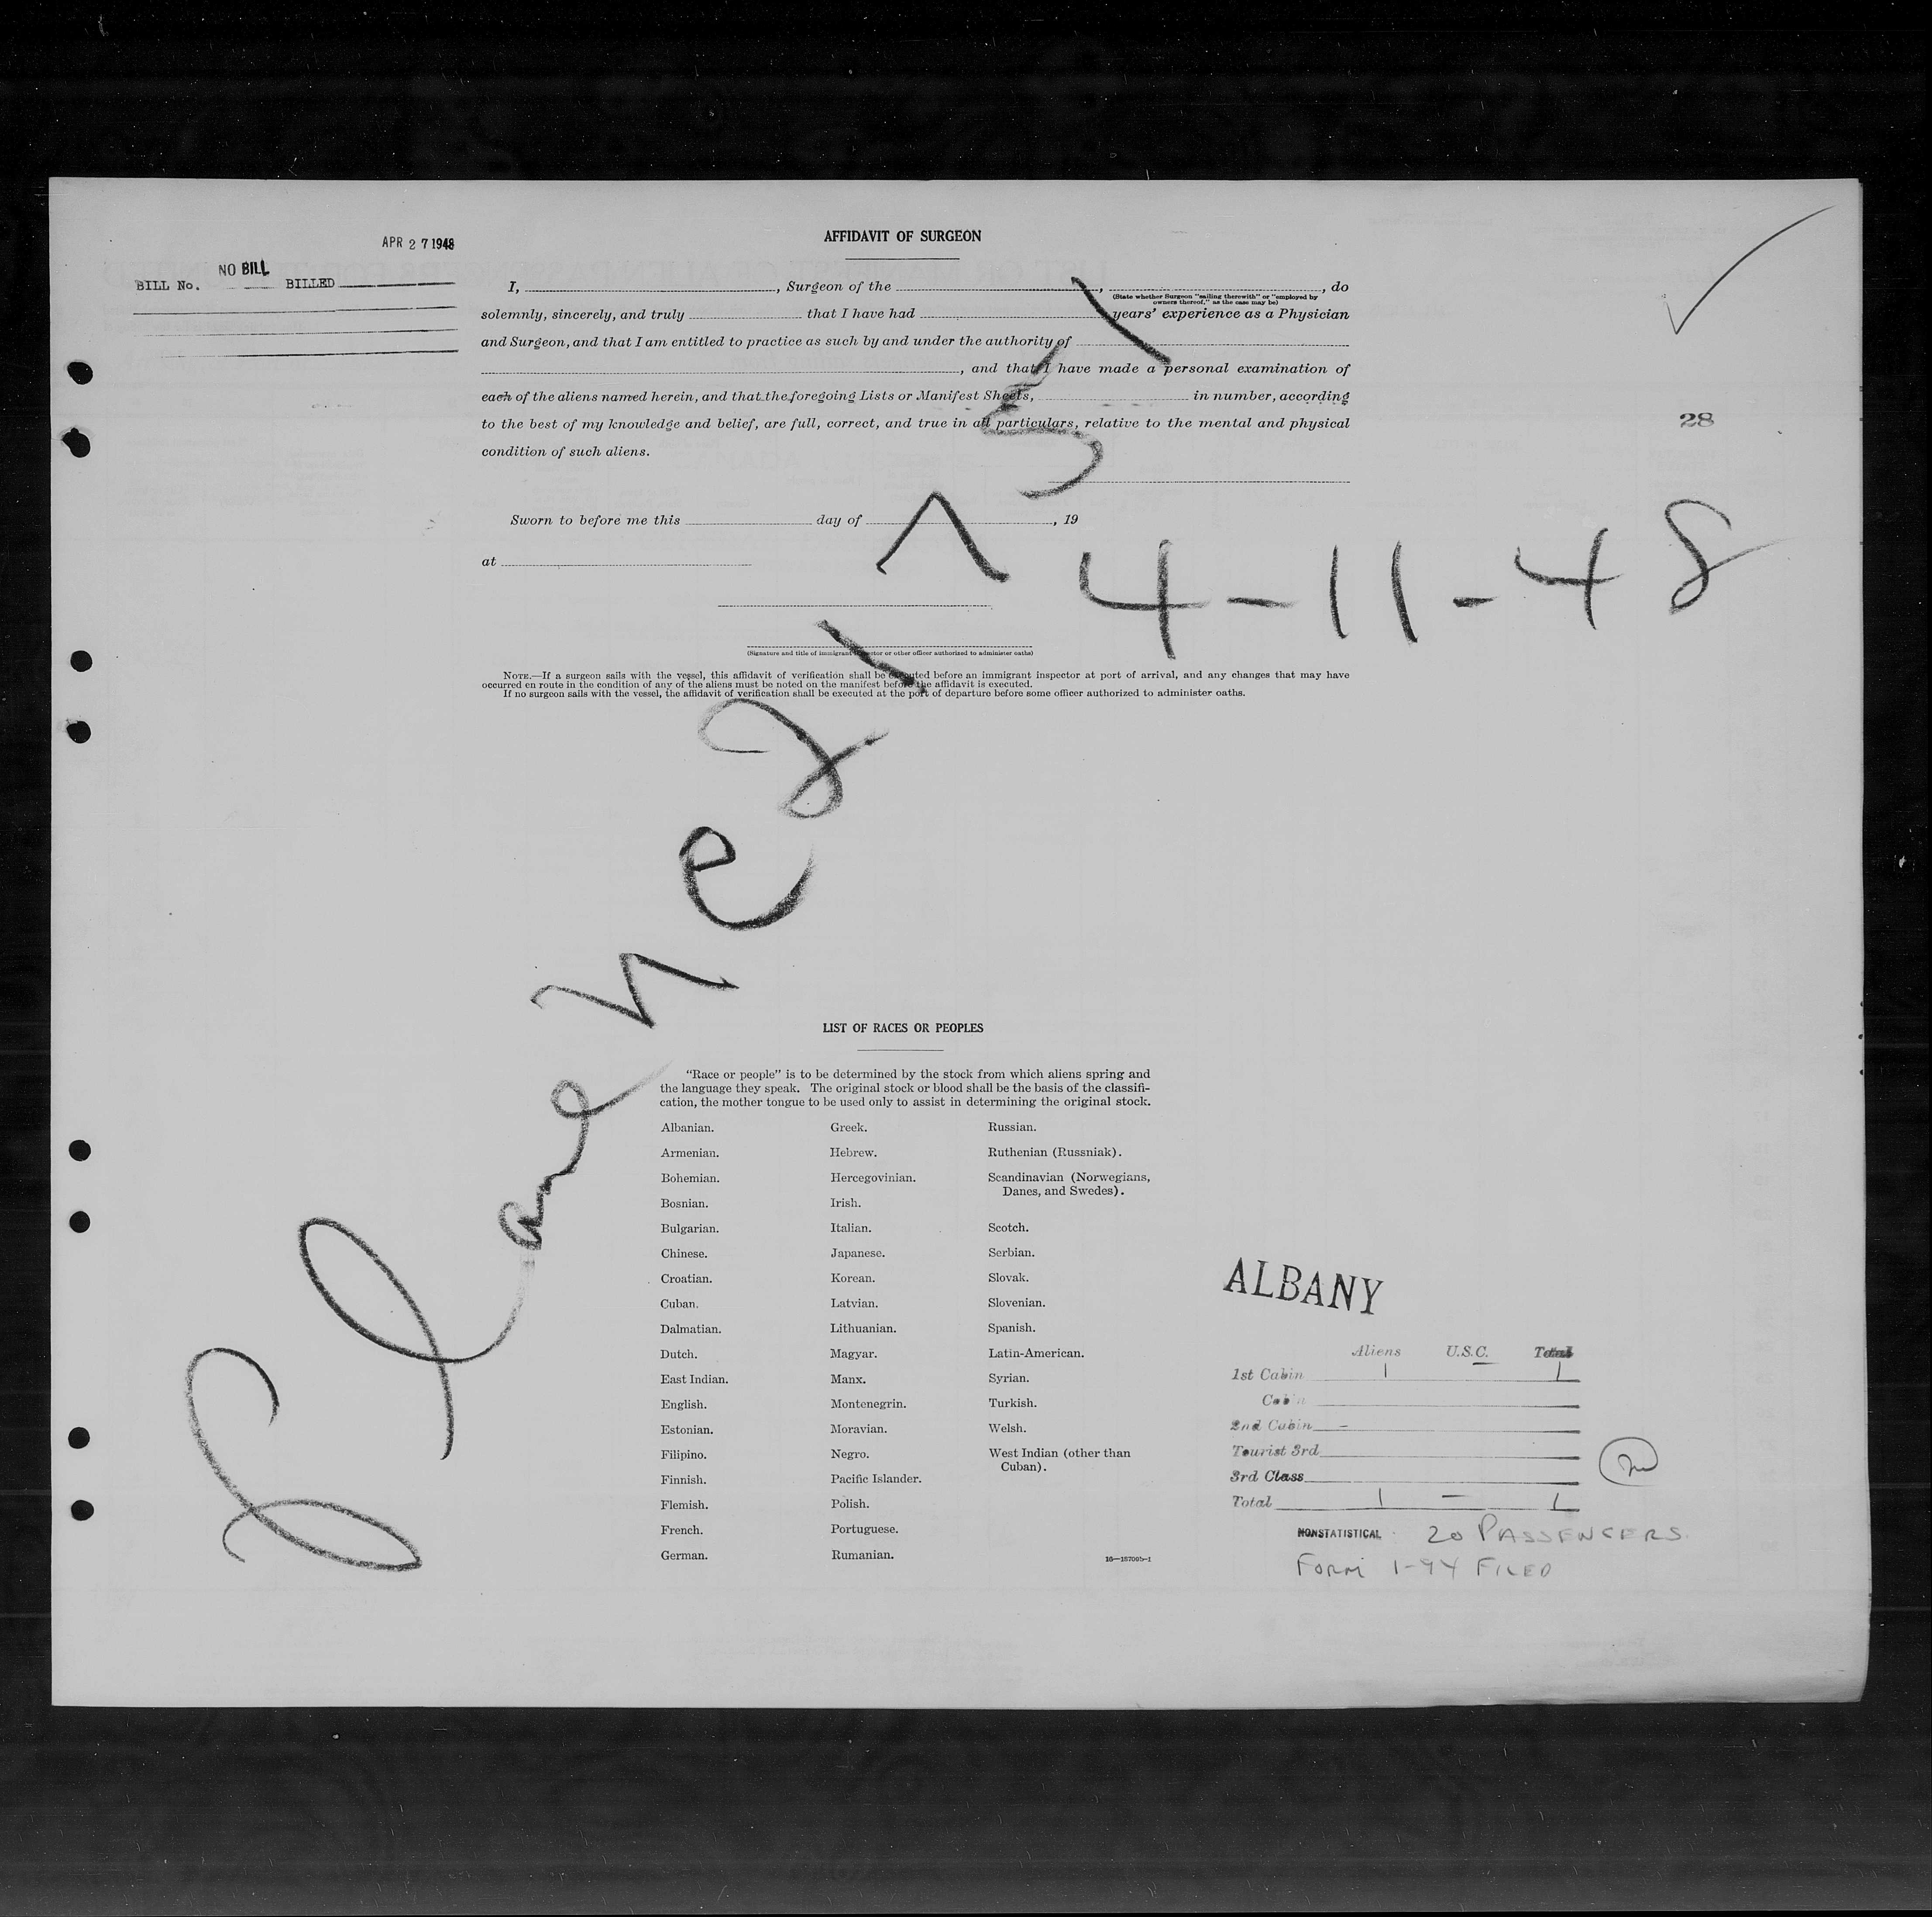 APR 27 1948
NO BILL
BILL No. BILLED
AFFIDAVIT OF SURGEON
I, , Surgeon of the , , do
(State whether Surgeon "sailing therewith" or "employed by
owners thereof," as the case may be)
solemnly, sincerely, and truly that I have had years' experience as a Physician
and Surgeon, and that I am entitled to practice as such by and under the authority of
, and that I have made a personal examination of
each of the aliens named herein, and that the foregoing Lists or Manifest Sheets, in number, according
to the best of my knowledge and belief, are full, correct, and true in all particulars, relative to the mental and physical
condition of such aliens.
28
Sworn to before me this day of , 19
at
4-11-48
(Signature and title of immigrant inspector or other officer authorized to administer oaths)
NOTE.—If a surgeon sails with the vessel, this affidavit of verification shall be executed before an immigrant inspector at port of arrival, and any changes that may have
occurred en route in the condition of any of the aliens must be noted on the manifest before the affidavit is executed.
If no surgeon sails with the vessel, the affidavit of verification shall be executed at the port of departure before some officer authorized to administer oaths.
LIST OF RACES OR PEOPLES
"Race or people" is to be determined by the stock from which aliens spring and
the language they speak. The original stock or blood shall be the basis of the classifi-
cation, the mother tongue to be used only to assist in determining the original stock.
Albanian.
Armenian.
Bohemian.
Bosnian.
Bulgarian.
Chinese.
Croatian.
Cuban.
Dalmatian.
Dutch.
East Indian.
English.
Estonian.
Filipino.
Finnish.
Flemish.
French.
German.
Greek.
Hebrew.
Hercegovinian.
Irish.
Italian.
Japanese.
Korean.
Latvian.
Lithuanian.
Magyar.
Manx.
Montenegrin.
Moravian.
Negro.
Pacific Islander.
Polish.
Portuguese.
Rumanian.
Russian.
Ruthenian (Russniak).
Scandinavian (Norwegians,
Danes, and Swedes).
Scotch.
Serbian.
Slovak.
Slovenian.
Spanish.
Latin-American.
Syrian.
Turkish.
Welsh.
West Indian (other than
Cuban).
ALBANY
Aliens U.S.C. Total
1st Cabin 1 1
Cabin
2nd Cabin –
Tourist 3rd
3rd Class
Total 1 — 1
NONSTATISTICAL 20 PASSENGERS
FORM 1-94 FILED